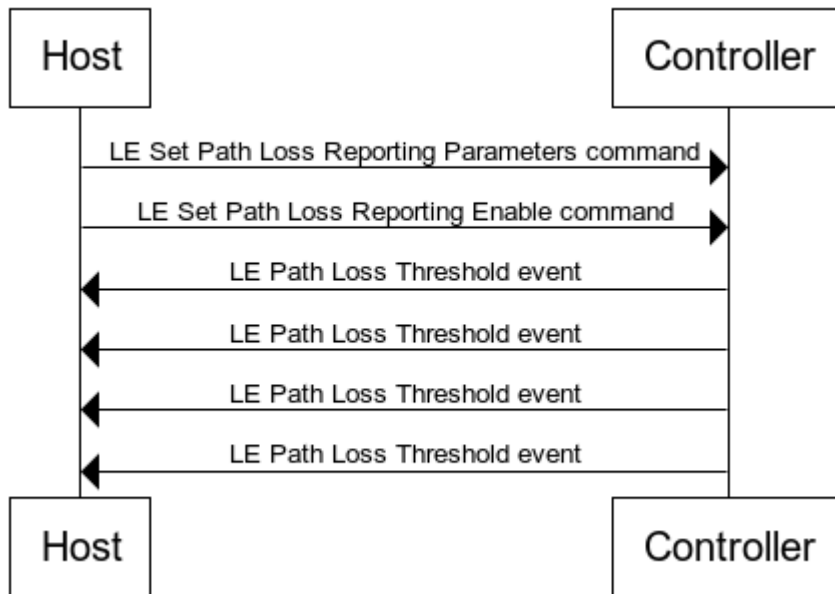 Host
Controller
LE Set Path Loss Reporting Parameters command
LE Set Path Loss Reporting Enable command
LE Path Loss Threshold event
LE Path Loss Threshold event
LE Path Loss Threshold event
LE Path Loss Threshold event
Host
Controller